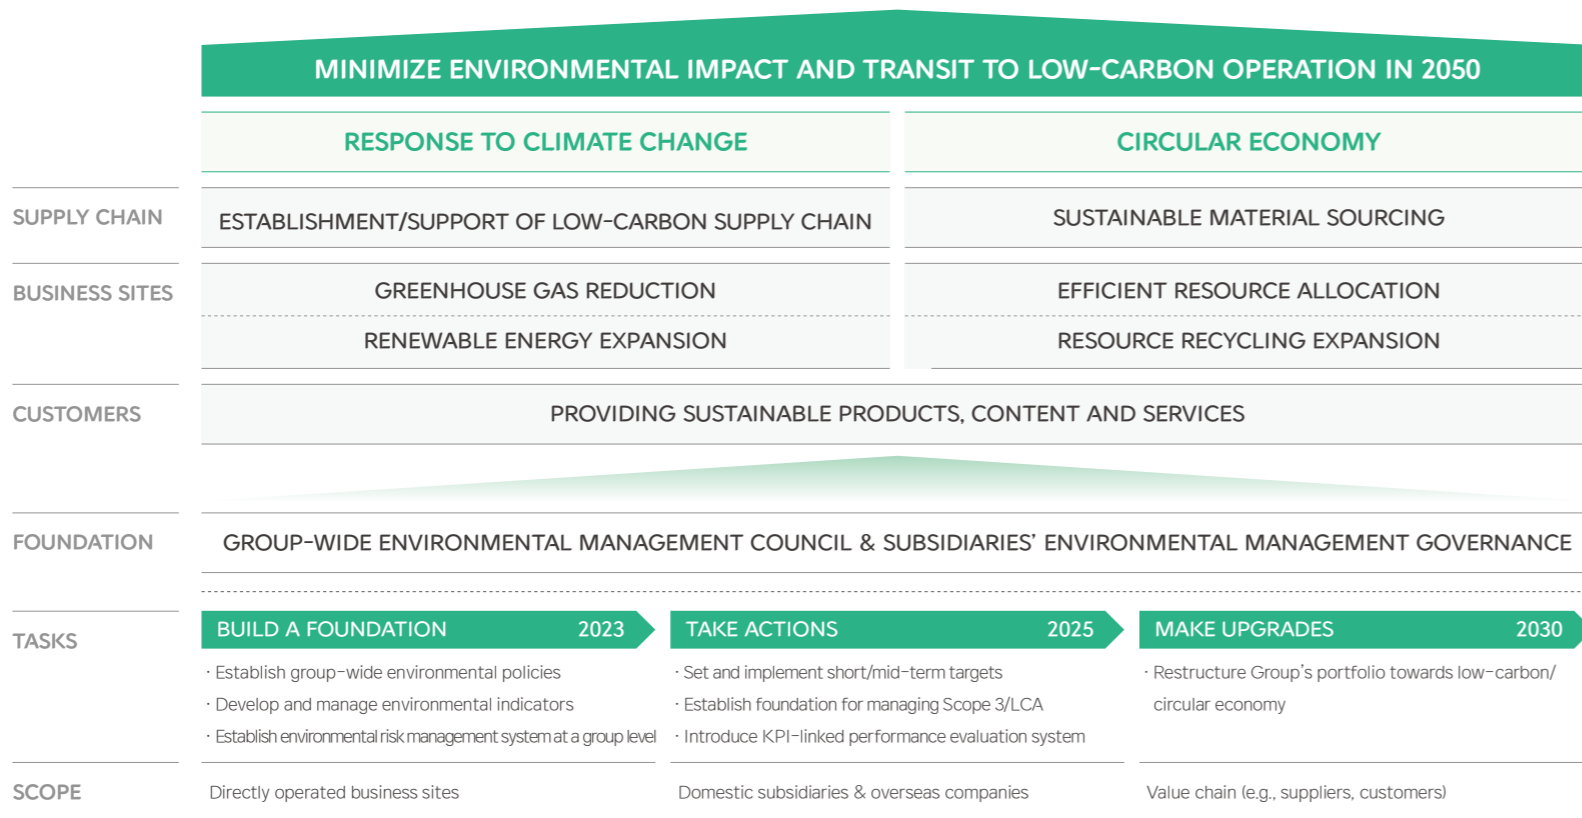 MINIMIZE ENVIRONMENTAL IMPACT AND TRANSIT TO LOW-CARBON OPERATION IN 2050
RESPONSE TO CLIMATE CHANGE
CIRCULAR ECONOMY
SUPPLY CHAIN
ESTABLISHMENT/SUPPORT OF LOW-CARBON SUPPLY CHAIN
SUSTAINABLE MATERIAL SOURCING
BUSINESS SITES
GREENHOUSE GAS REDUCTION
EFFICIENT RESOURCE ALLOCATION
RENEWABLE ENERGY EXPANSION
RESOURCE RECYCLING EXPANSION
CUSTOMERS
PROVIDING SUSTAINABLE PRODUCTS, CONTENT AND SERVICES
FOUNDATION
GROUP-WIDE ENVIRONMENTAL MANAGEMENT COUNCIL & SUBSIDIARIES’ ENVIRONMENTAL MANAGEMENT GOVERNANCE
TASKS
BUILD A FOUNDATION 2023
· Establish group-wide environmental policies
· Develop and manage environmental indicators
· Establish environmental risk management system at a group level
TAKE ACTIONS 2025
· Set and implement short/mid-term targets
· Establish foundation for managing Scope 3/LCA
· Introduce KPI-linked performance evaluation system
MAKE UPGRADES 2030
· Restructure Group’s portfolio towards low-carbon/
circular economy
SCOPE
Directly operated business sites
Domestic subsidiaries & overseas companies
Value chain (e.g., suppliers, customers)